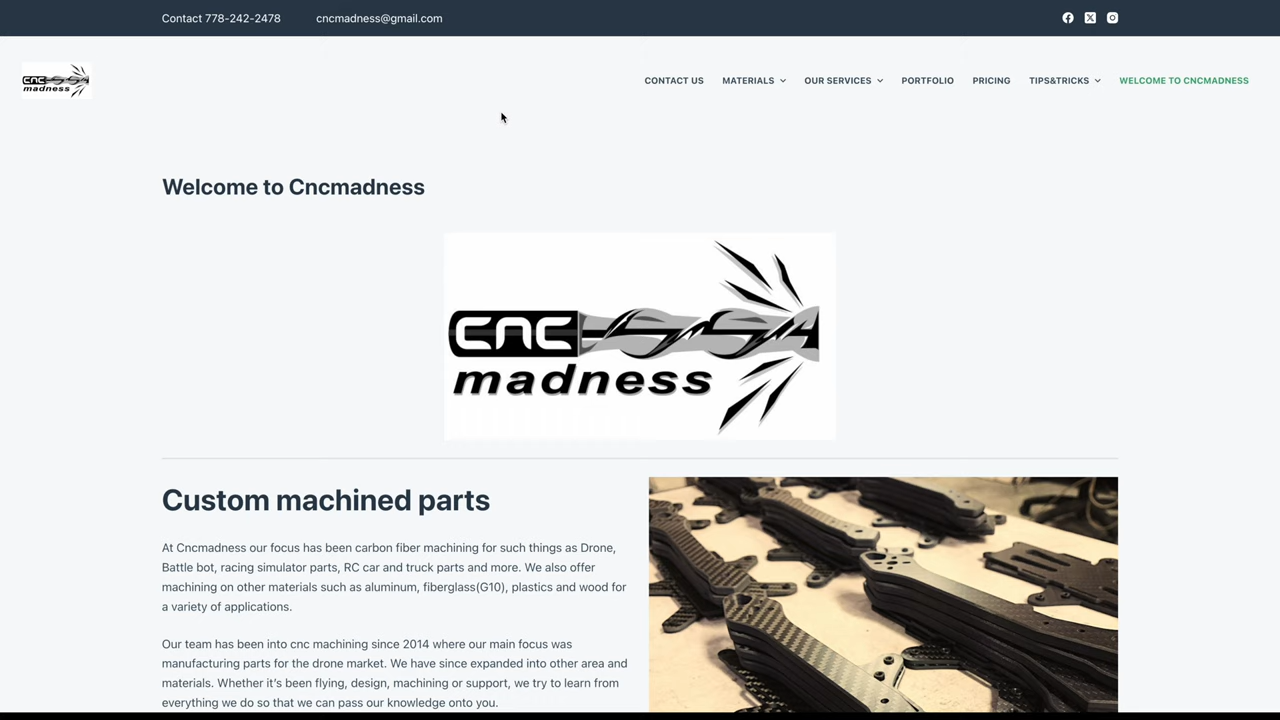 Contact 778-242-2478 cncmadness@gmail.com
cnc
madness
CONTACT US MATERIALS OUR SERVICES PORTFOLIO PRICING TIPS&TRICKS WELCOME TO CNCMADNESS
Welcome to Cncmadness
cnc
madness
Custom machined parts
At Cncmadness our focus has been carbon fiber machining for such things as Drone,
Battle bot, racing simulator parts, RC car and truck parts and more. We also offer
machining on other materials such as aluminum, fiberglass(G10), plastics and wood for
a variety of applications.
Our team has been into cnc machining since 2014 where our main focus was
manufacturing parts for the drone market. We have since expanded into other area and
materials. Whether it’s been flying, design, machining or support, we try to learn from
everything we do so that we can pass our knowledge onto you.